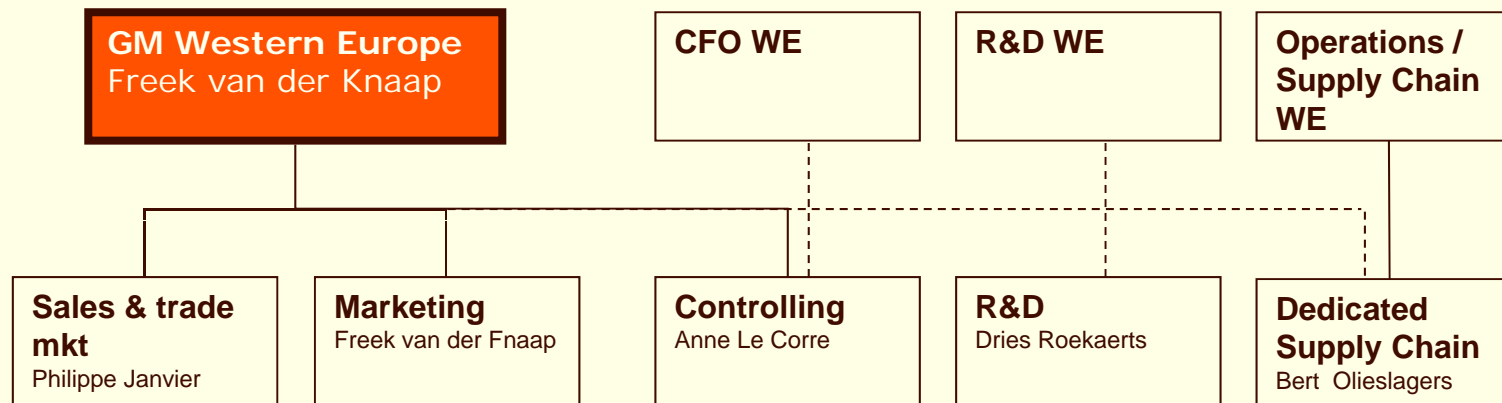 GM Western Europe
Freek van der Knaap
CFO WE
R&D WE
Operations /
Supply Chain
WE
Sales & trade
mkt
Philippe Janvier
Marketing
Freek van der Fnaap
Controlling
Anne Le Corre
R&D
Dries Roekaerts
Dedicated
Supply Chain
Bert Olieslagers